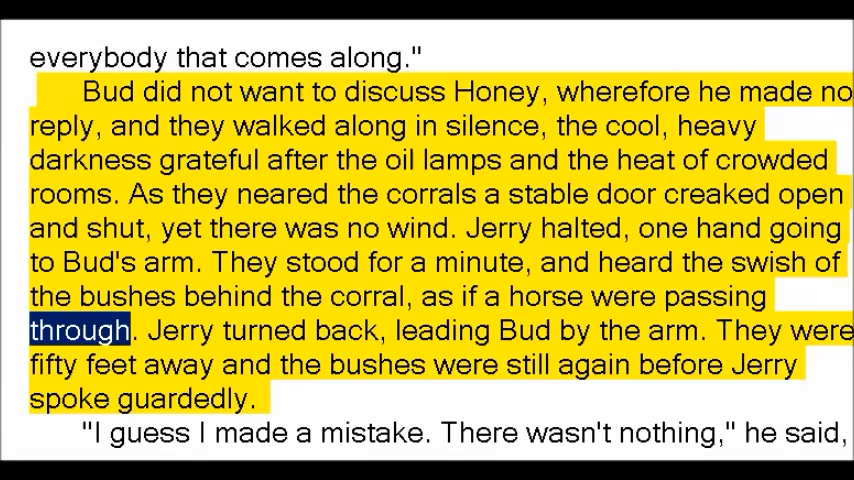 everybody that comes along."
Bud did not want to discuss Honey, wherefore he made no
reply, and they walked along in silence, the cool, heavy
darkness grateful after the oil lamps and the heat of crowded
rooms. As they neared the corrals a stable door creaked open
and shut, yet there was no wind. Jerry halted, one hand going
to Bud's arm. They stood for a minute, and heard the swish of
the bushes behind the corral, as if a horse were passing
through. Jerry turned back, leading Bud by the arm. They were
fifty feet away and the bushes were still again before Jerry
spoke guardedly.
"I guess I made a mistake. There wasn't nothing," he said,